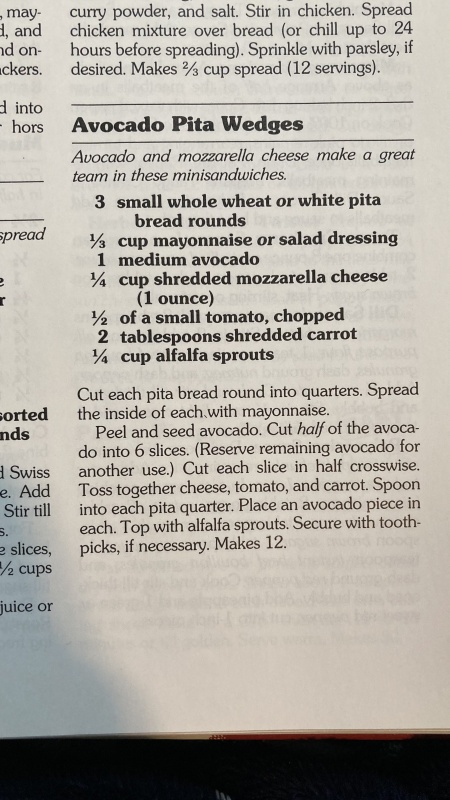 , may-
d, and
nd on-
ackers.
d into
r hors
spread
e
r
sorted
nds
d Swiss
e. Add
Stir till
s.
e slices,
½ cups
juice or
curry powder, and salt. Stir in chicken. Spread
chicken mixture over bread (or chill up to 24
hours before spreading). Sprinkle with parsley, if
desired. Makes ⅔ cup spread (12 servings).
Avocado Pita Wedges
Avocado and mozzarella cheese make a great
team in these minisandwiches.
3 small whole wheat or white pita
bread rounds
⅓ cup mayonnaise or salad dressing
1 medium avocado
¼ cup shredded mozzarella cheese
(1 ounce)
½ of a small tomato, chopped
2 tablespoons shredded carrot
¼ cup alfalfa sprouts
Cut each pita bread round into quarters. Spread
the inside of each with mayonnaise.
Peel and seed avocado. Cut half of the avoca-
do into 6 slices. (Reserve remaining avocado for
another use.) Cut each slice in half crosswise.
Toss together cheese, tomato, and carrot. Spoon
into each pita quarter. Place an avocado piece in
each. Top with alfalfa sprouts. Secure with tooth-
picks, if necessary. Makes 12.